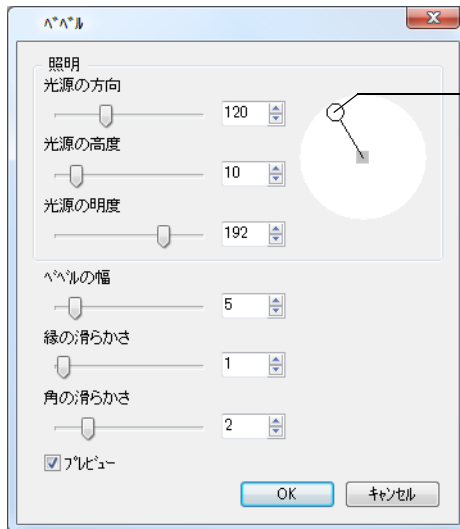 ﾍﾞﾍﾞﾙ
照明
光源の方向
120
光源の高度
10
光源の明度
192
ﾍﾞﾍﾞﾙの幅
5
縁の滑らかさ
1
角の滑らかさ
2
ﾌﾟﾚﾋﾞｭｰ
OK ｷｬﾝｾﾙ